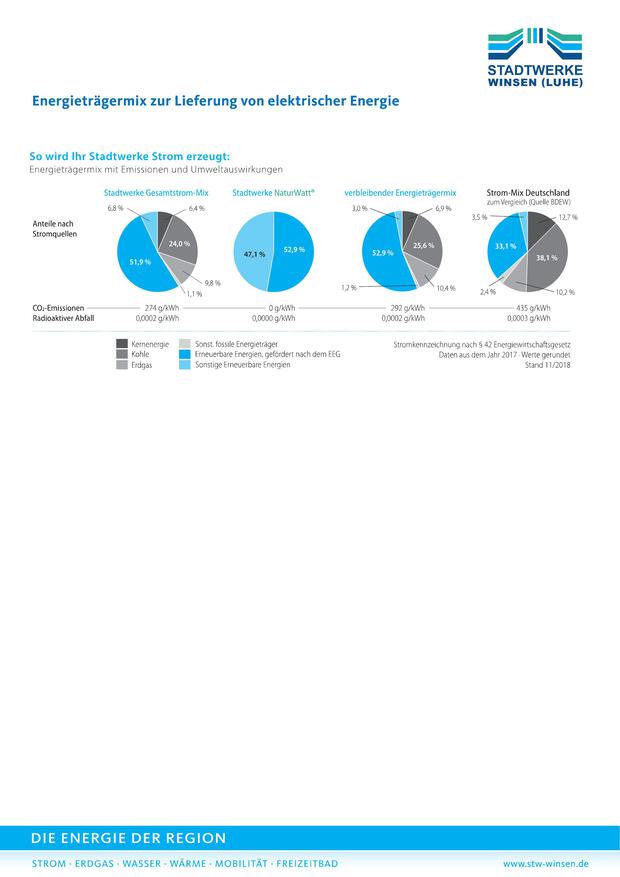 STADTWERKE
WINSEN (LUHE)
Energieträgermix zur Lieferung von elektrischer Energie
So wird Ihr Stadtwerke Strom erzeugt:
Energieträgermix mit Emissionen und Umweltauswirkungen
Anteile nach
Stromquellen
Stadtwerke Gesamtstrom-Mix
6,8 %
6,4 %
24,0 %
51,9 %
9,8 %
1,1 %
Stadtwerke NaturWatt®
47,1 %
52,9 %
verbleibender Energieträgermix
3,0 %
6,9 %
25,6 %
52,9 %
1,2 %
10,4 %
Strom-Mix Deutschland
zum Vergleich (Quelle BDEW)
3,5 %
12,7 %
33,1 %
38,1 %
2,4 %
10,2 %
CO₂-Emissionen 274 g/kWh 0 g/kWh 292 g/kWh 435 g/kWh
Radioaktiver Abfall 0,0002 g/kWh 0,0000 g/kWh 0,0002 g/kWh 0,0003 g/kWh
Kernenergie
Kohle
Erdgas
Sonst. fossile Energieträger
Erneuerbare Energien, gefördert nach dem EEG
Sonstige Erneuerbare Energien
Stromkennzeichnung nach § 42 Energiewirtschaftsgesetz
Daten aus dem Jahr 2017 · Werte gerundet
Stand 11/2018
DIE ENERGIE DER REGION
STROM · ERDGAS · WASSER · WÄRME · MOBILITÄT · FREIZEITBAD
www.stw-winsen.de